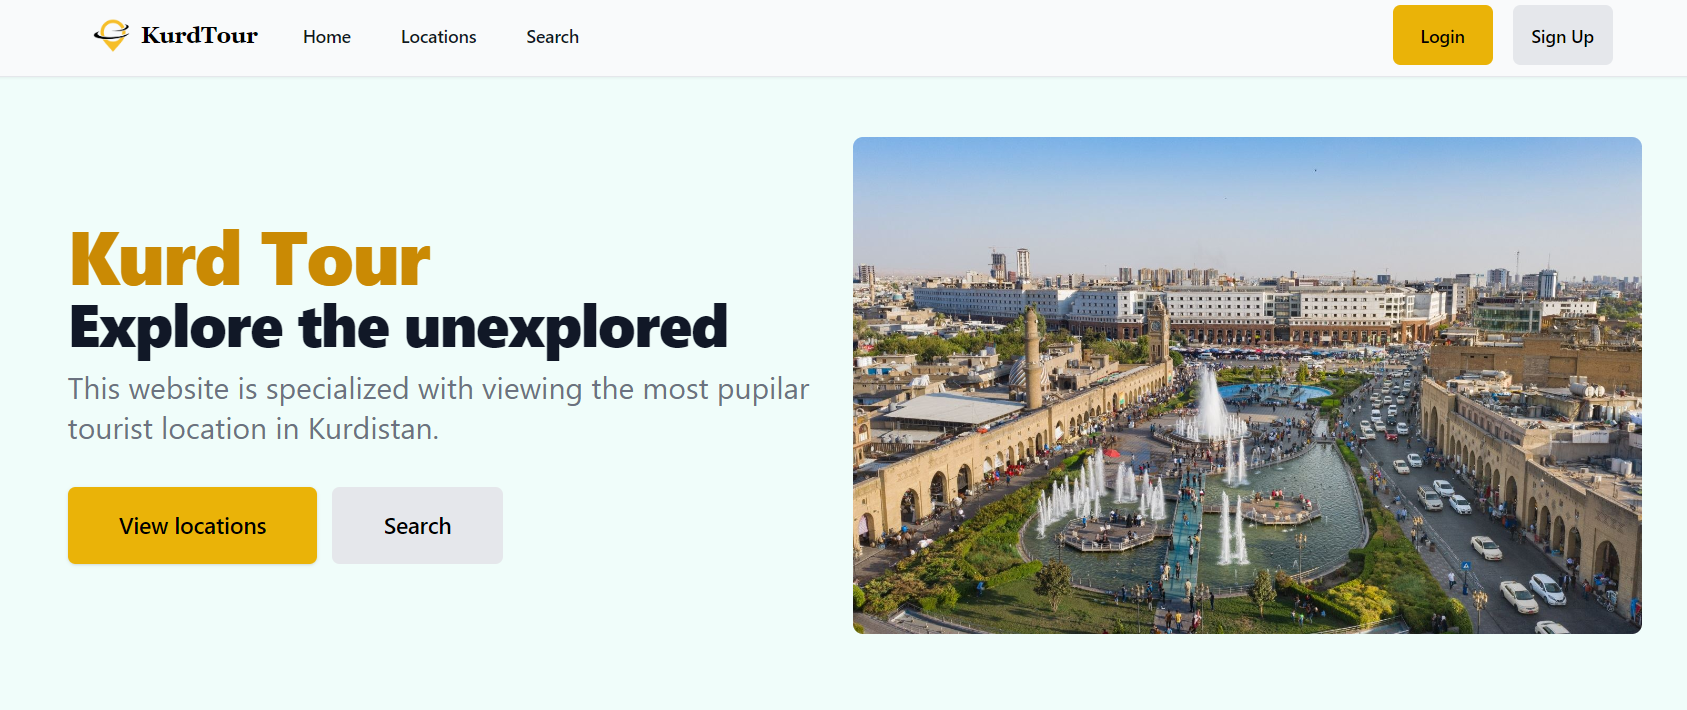 KurdTour
Home
Locations
Search
Login
Sign Up
Kurd Tour
Explore the unexplored
This website is specialized with viewing the most pupilar
tourist location in Kurdistan.
View locations
Search